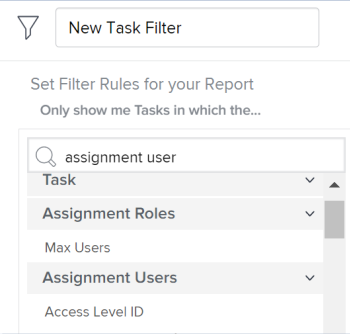 New Task Filter
Set Filter Rules for your Report
Only show me Tasks in which the...
assignment user
Task
Assignment Roles
Max Users
Assignment Users
Access Level ID